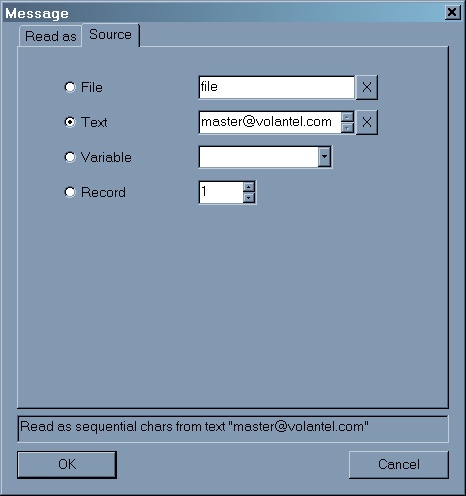 Message
Read as Source
File file X
Text master@volantel.com X
Variable
Record 1
Read as sequential chars from text "master@volantel.com"
OK Cancel